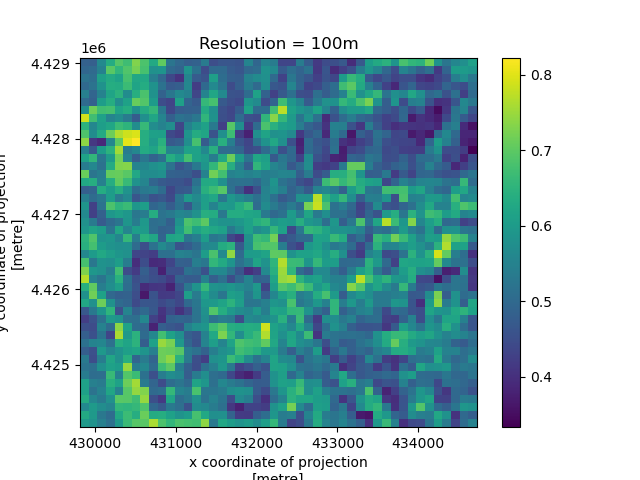 Resolution = 100m
1e6
4.429
4.428
4.427
4.426
4.425
y coordinate of projection
[metre]
430000 431000 432000 433000 434000
x coordinate of projection
[metre]
0.8
0.7
0.6
0.5
0.4